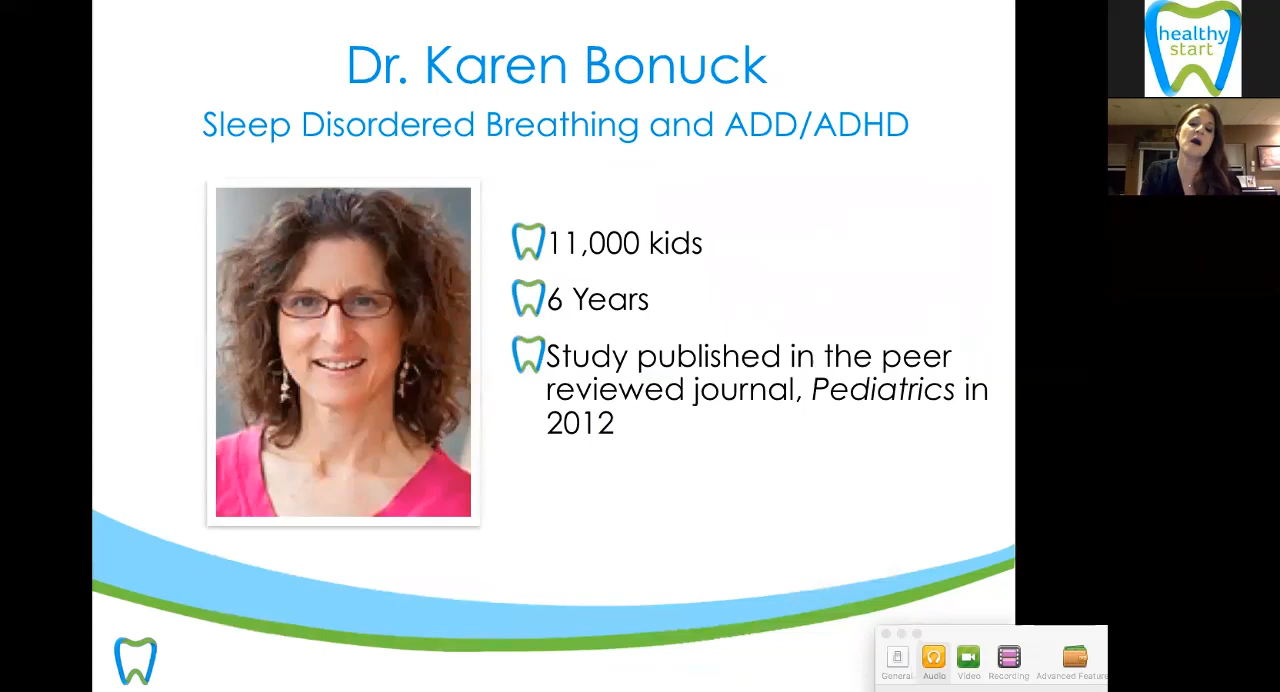 Dr. Karen Bonuck
Sleep Disordered Breathing and ADD/ADHD
11,000 kids
6 Years
Study published in the peer
reviewed journal, Pediatrics in
2012
healthy
start
General Audio Video Recording Advanced Feature